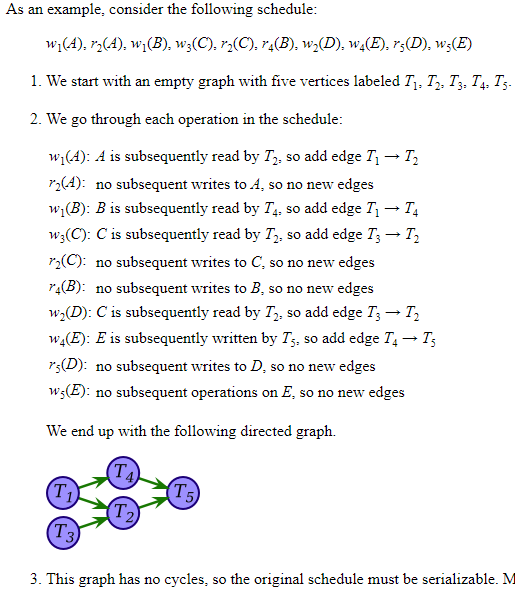 As an example, consider the following schedule:
w₁(A), r₂(A), w₁(B), w₃(C), r₂(C), r₄(B), w₂(D), w₄(E), r₅(D), w₅(E)
1. We start with an empty graph with five vertices labeled T₁, T₂, T₃, T₄, T₅.
2. We go through each operation in the schedule:
w₁(A): A is subsequently read by T₂, so add edge T₁ → T₂
r₂(A): no subsequent writes to A, so no new edges
w₁(B): B is subsequently read by T₄, so add edge T₁ → T₄
w₃(C): C is subsequently read by T₂, so add edge T₃ → T₂
r₂(C): no subsequent writes to C, so no new edges
r₄(B): no subsequent writes to B, so no new edges
w₂(D): C is subsequently read by T₂, so add edge T₃ → T₂
w₄(E): E is subsequently written by T₅, so add edge T₄ → T₅
r₅(D): no subsequent writes to D, so no new edges
w₅(E): no subsequent operations on E, so no new edges
We end up with the following directed graph.
T₄
T₁
T₅
T₂
T₃
3. This graph has no cycles, so the original schedule must be serializable. M